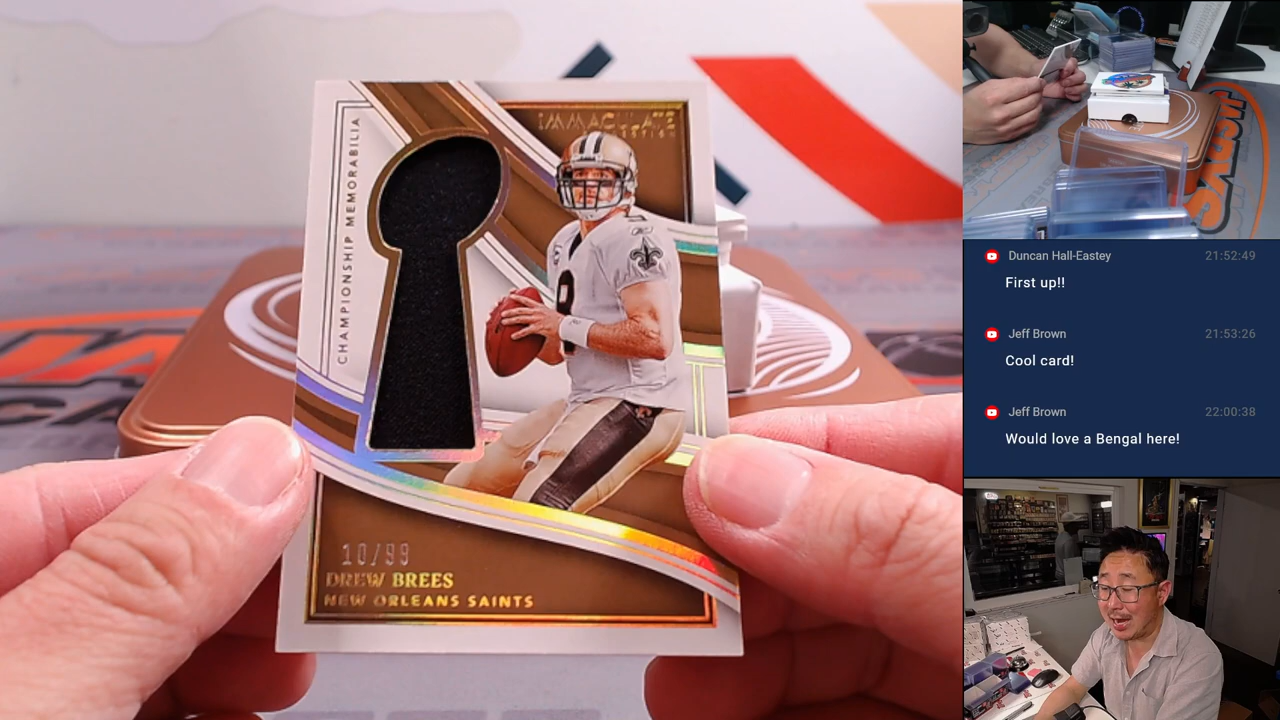 CHAMPIONSHIP MEMORABILIA
IMMACULATE
10/99
DREW BREES
NEW ORLEANS SAINTS
Duncan Hall-Eastey 21:52:49
First up!!
Jeff Brown 21:53:26
Cool card!
Jeff Brown 22:00:38
Would love a Bengal here!